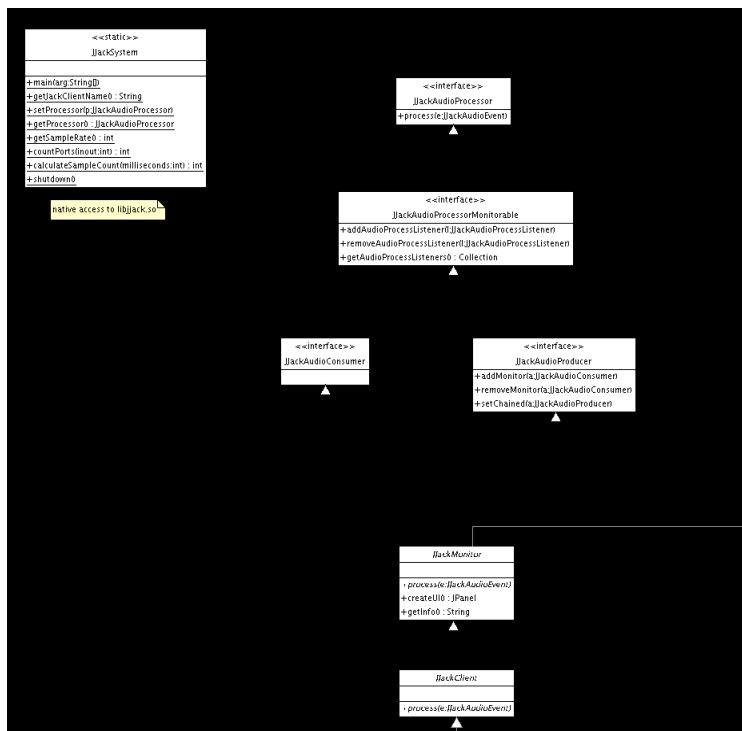 <<static>>
JJackSystem
+main(arg:String[])
+getJackClientName() : String
+setProcessor(p:JJackAudioProcessor)
+getProcessor() : JJackAudioProcessor
+getSampleRate() : int
+countPorts(inout:int) : int
+calculateSampleCount(milliseconds:int) : int
+shutdown()
native access to libjjack.so
<<interface>>
JJackAudioProcessor
+process(e:JJackAudioEvent)
<<interface>>
JJackAudioProcessorMonitorable
+addAudioProcessListener(l:JJackAudioProcessListener)
+removeAudioProcessListener(l:JJackAudioProcessListener)
+getAudioProcessListeners() : Collection
<<interface>>
JJackAudioConsumer
<<interface>>
JJackAudioProducer
+addMonitor(a:JJackAudioConsumer)
+removeMonitor(a:JJackAudioConsumer)
+setChained(a:JJackAudioProducer)
JJackMonitor
+process(e:JJackAudioEvent)
+createUI() : JPanel
+getInfo() : String
JJackClient
+process(e:JJackAudioEvent)